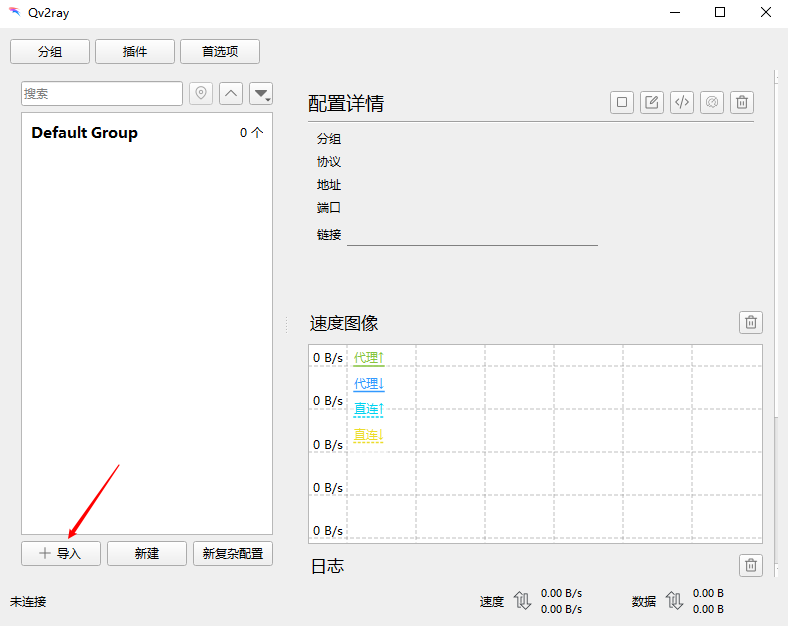 Qv2ray
分组 插件 首选项
搜索
Default Group 0 个
导入 新建 新复杂配置
配置详情
分组
协议
地址
端口
链接
速度图像
0 B/s 代理↑
代理↓
0 B/s 直连↑
直连↓
0 B/s
0 B/s
0 B/s
日志
未连接
速度 0.00 B/s
0.00 B/s
数据 0.00 B
0.00 B